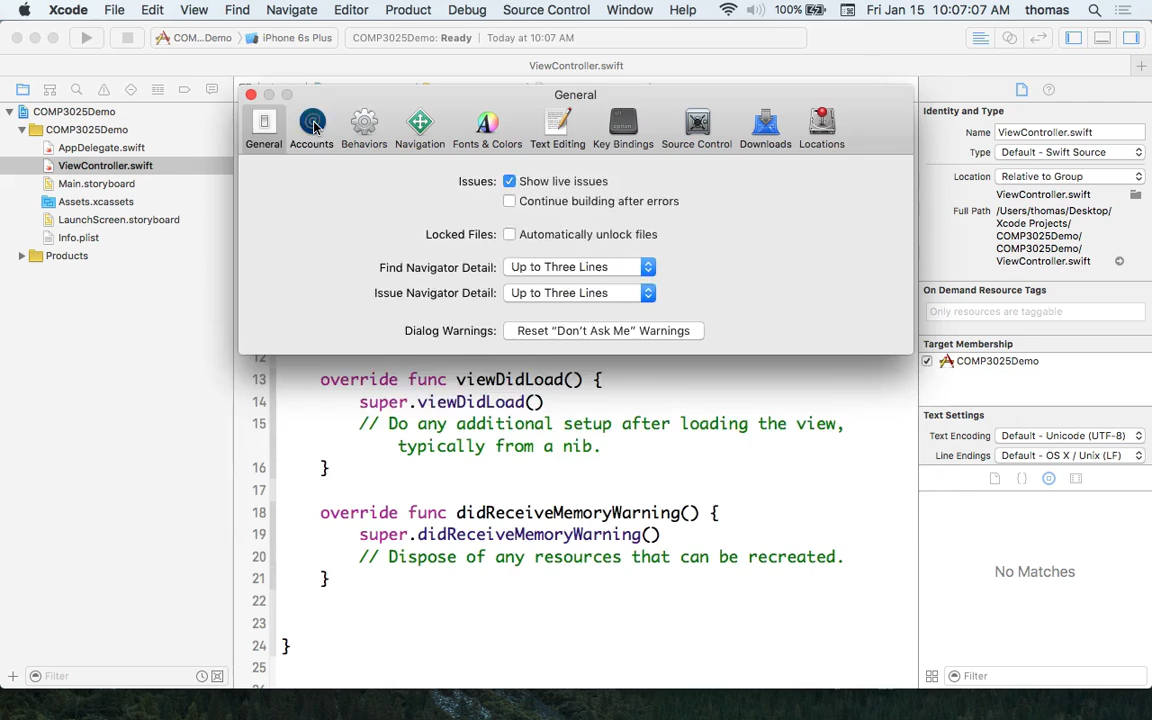 Xcode File Edit View Find Navigate Editor Product Debug Source Control Window Help 100% Fri Jan 15 10:07:07 AM thomas
COM...Demo iPhone 6s Plus COMP3025Demo: Ready Today at 10:07 AM
ViewController.swift
General
General Accounts Behaviors Navigation Fonts & Colors Text Editing Key Bindings Source Control Downloads Locations
Issues: Show live issues
Continue building after errors
Locked Files: Automatically unlock files
Find Navigator Detail: Up to Three Lines
Issue Navigator Detail: Up to Three Lines
Dialog Warnings: Reset “Don’t Ask Me” Warnings
COMP3025Demo
COMP3025Demo
AppDelegate.swift
ViewController.swift
Main.storyboard
Assets.xcassets
LaunchScreen.storyboard
Info.plist
Products
Filter
12
13 override func viewDidLoad() {
14 super.viewDidLoad()
15 // Do any additional setup after loading the view,
typically from a nib.
16 }
17
18 override func didReceiveMemoryWarning() {
19 super.didReceiveMemoryWarning()
20 // Dispose of any resources that can be recreated.
21 }
22
23
24 }
25
Identity and Type
Name ViewController.swift
Type Default - Swift Source
Location Relative to Group
ViewController.swift
Full Path /Users/thomas/Desktop/
Xcode Projects/
COMP3025Demo/
COMP3025Demo/
ViewController.swift
On Demand Resource Tags
Only resources are taggable
Target Membership
COMP3025Demo
Text Settings
Text Encoding Default - Unicode (UTF-8)
Line Endings Default - OS X / Unix (LF)
No Matches
Filter